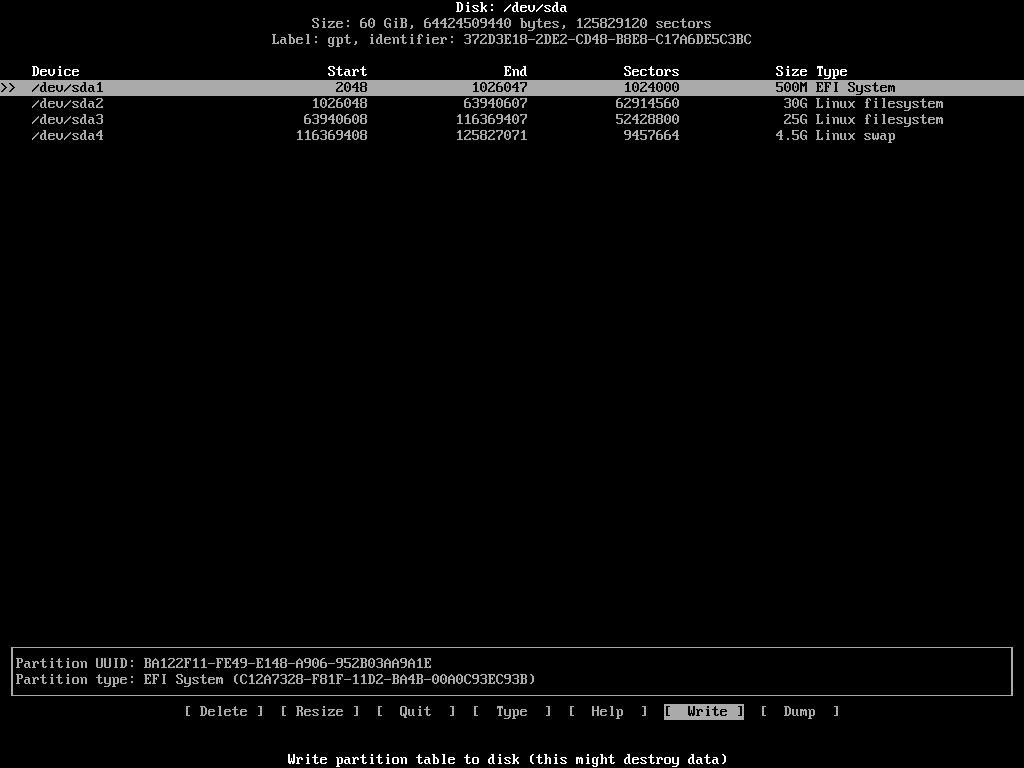 Disk: /dev/sda
Size: 60 GiB, 64424509440 bytes, 125829120 sectors
Label: gpt, identifier: 372D3E18-2DE2-CD48-B8E8-C17A6DE5C3BC
Device Start End Sectors Size Type
>> /dev/sda1 2048 1026047 1024000 500M EFI System
/dev/sda2 1026048 63940607 62914560 30G Linux filesystem
/dev/sda3 63940608 116369407 52428800 25G Linux filesystem
/dev/sda4 116369408 125827071 9457664 4.5G Linux swap
Partition UUID: BA122F11-FE49-E148-A906-952B03AA9A1E
Partition type: EFI System (C12A7328-F81F-11D2-BA4B-00A0C93EC93B)
[ Delete ] [ Resize ] [ Quit ] [ Type ] [ Help ] [ Write ] [ Dump ]
Write partition table to disk (this might destroy data)